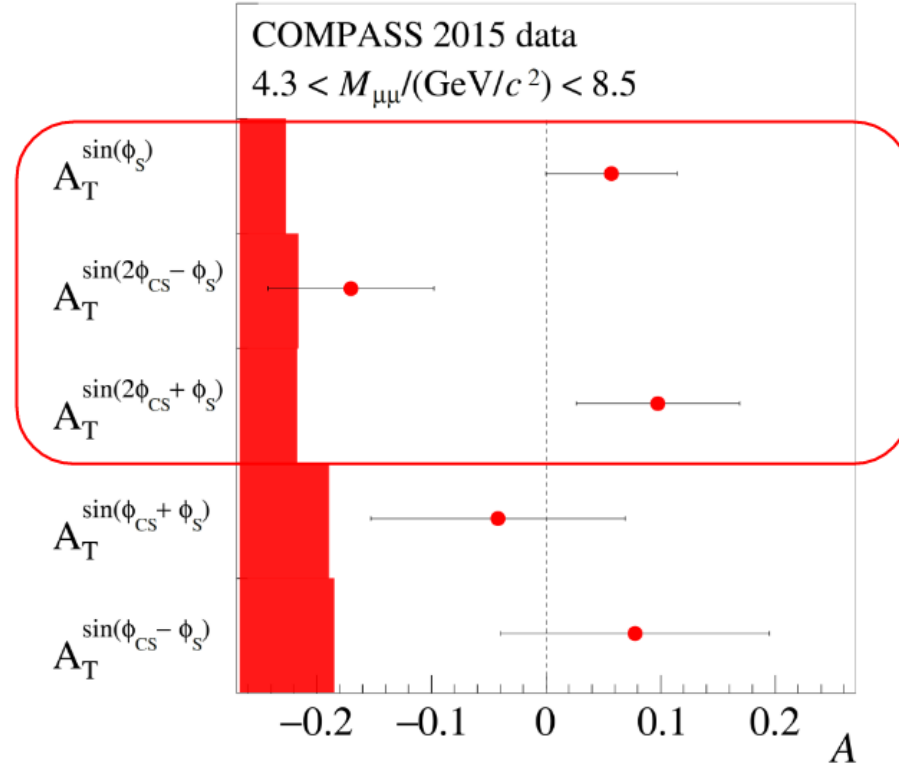 COMPASS 2015 data
4.3 < M_μμ/(GeV/c²) < 8.5
A_T^sin(ϕ_S)
A_T^sin(2ϕ_CS − ϕ_S)
A_T^sin(2ϕ_CS + ϕ_S)
A_T^sin(ϕ_CS + ϕ_S)
A_T^sin(ϕ_CS − ϕ_S)
−0.2 −0.1 0 0.1 0.2
A